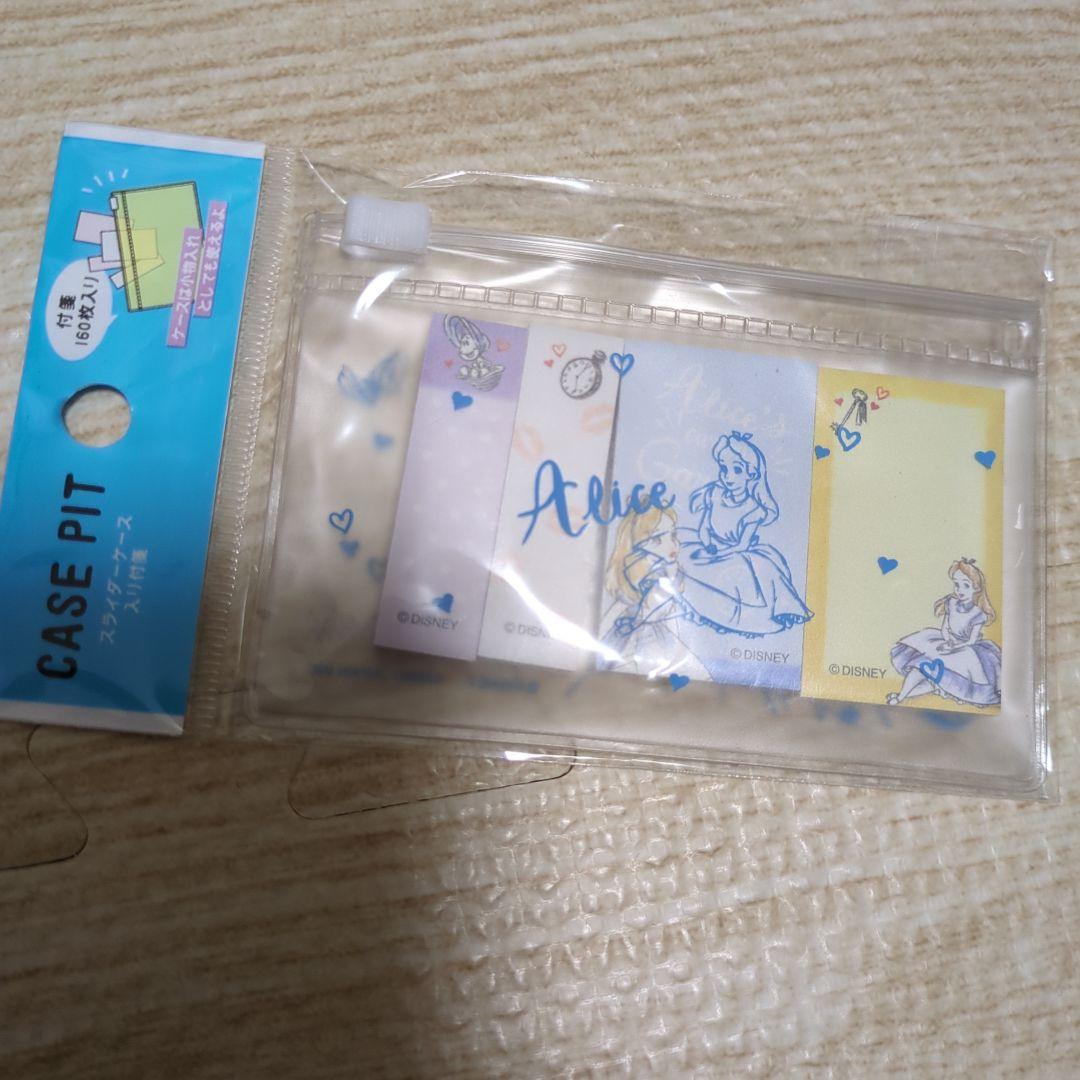 付箋
160枚入り
ケースは小物入れ
としても使えるよ
CASE PIT
スライダーケース
入り付箋
Alice
Alice's
© DISNEY
© DISN
© DISNEY
© DISNEY